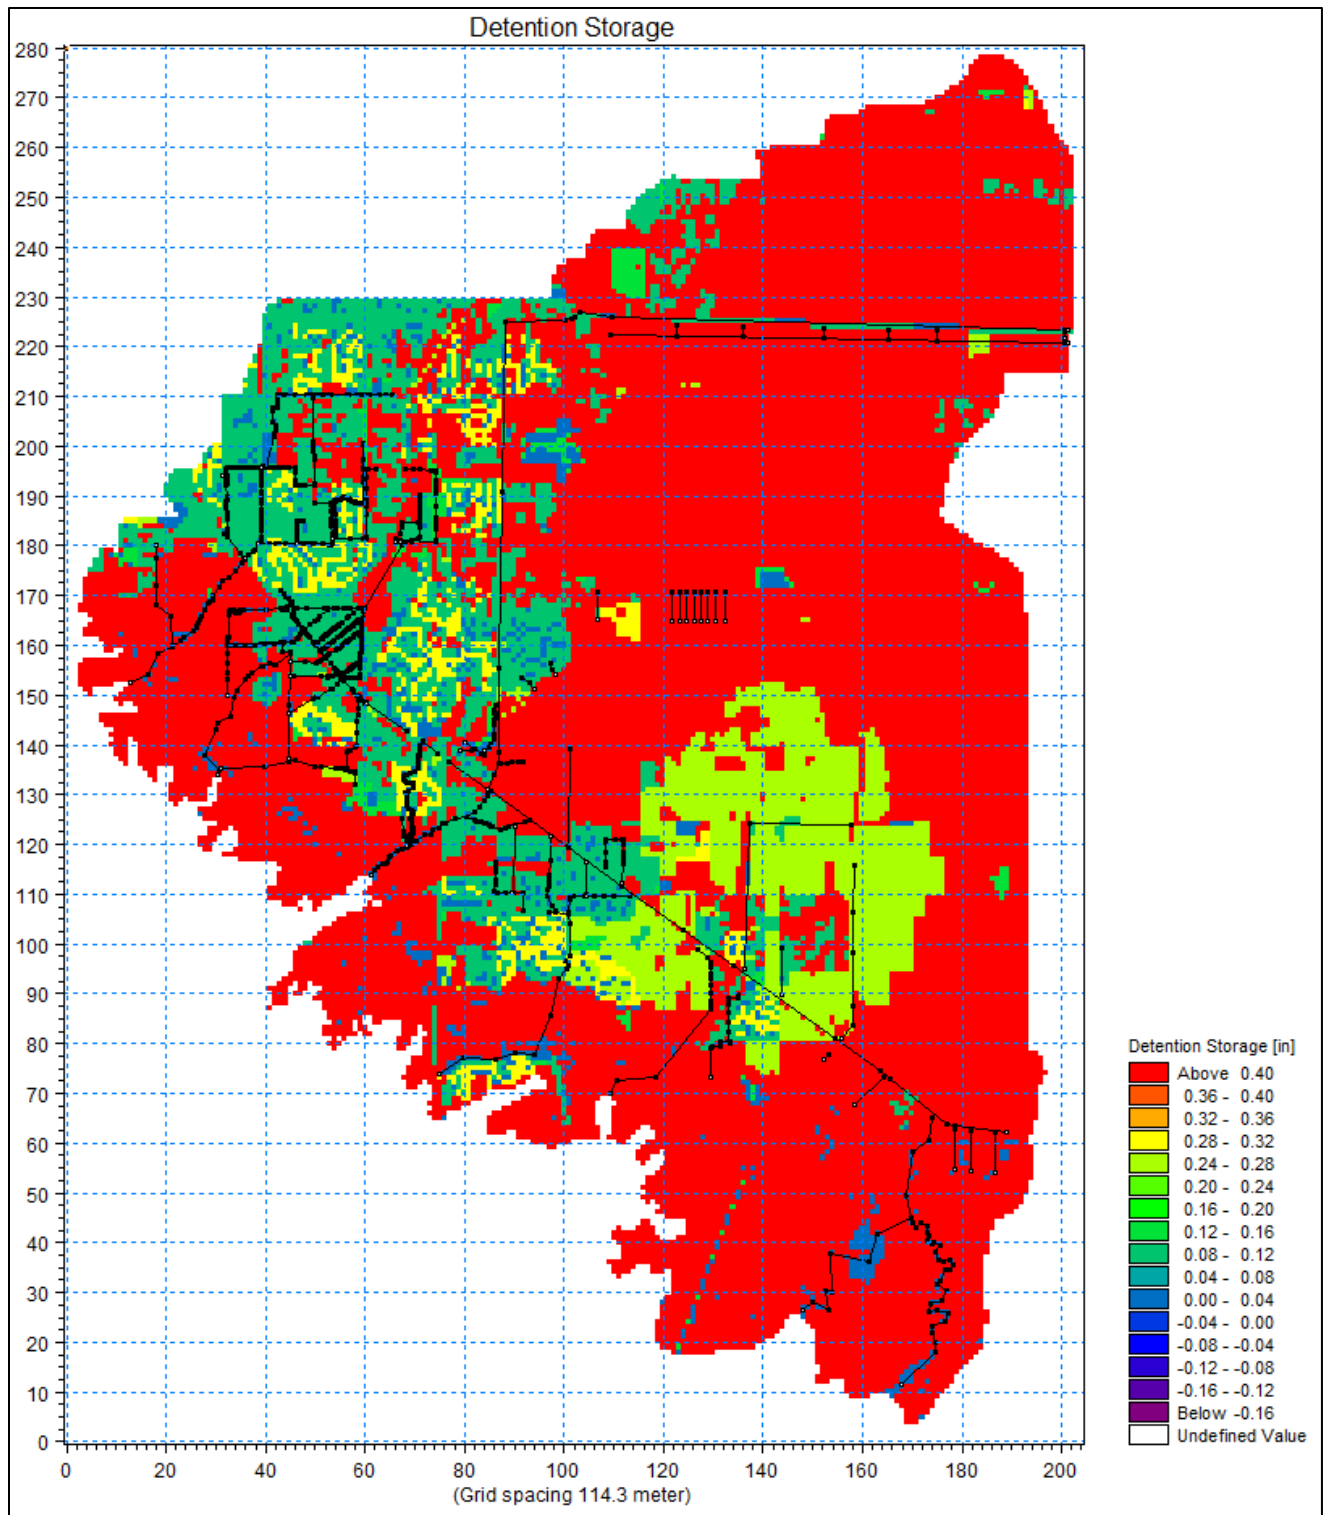 Detention Storage
280
270
260
250
240
230
220
210
200
190
180
170
160
150
140
130
120
110
100
90
80
70
60
50
40
30
20
10
0
0 20 40 60 80 100 120 140 160 180 200
(Grid spacing 114.3 meter)
Detention Storage [in]
Above 0.40
0.36 - 0.40
0.32 - 0.36
0.28 - 0.32
0.24 - 0.28
0.20 - 0.24
0.16 - 0.20
0.12 - 0.16
0.08 - 0.12
0.04 - 0.08
0.00 - 0.04
-0.04 - 0.00
-0.08 - -0.04
-0.12 - -0.08
-0.16 - -0.12
Below -0.16
Undefined Value